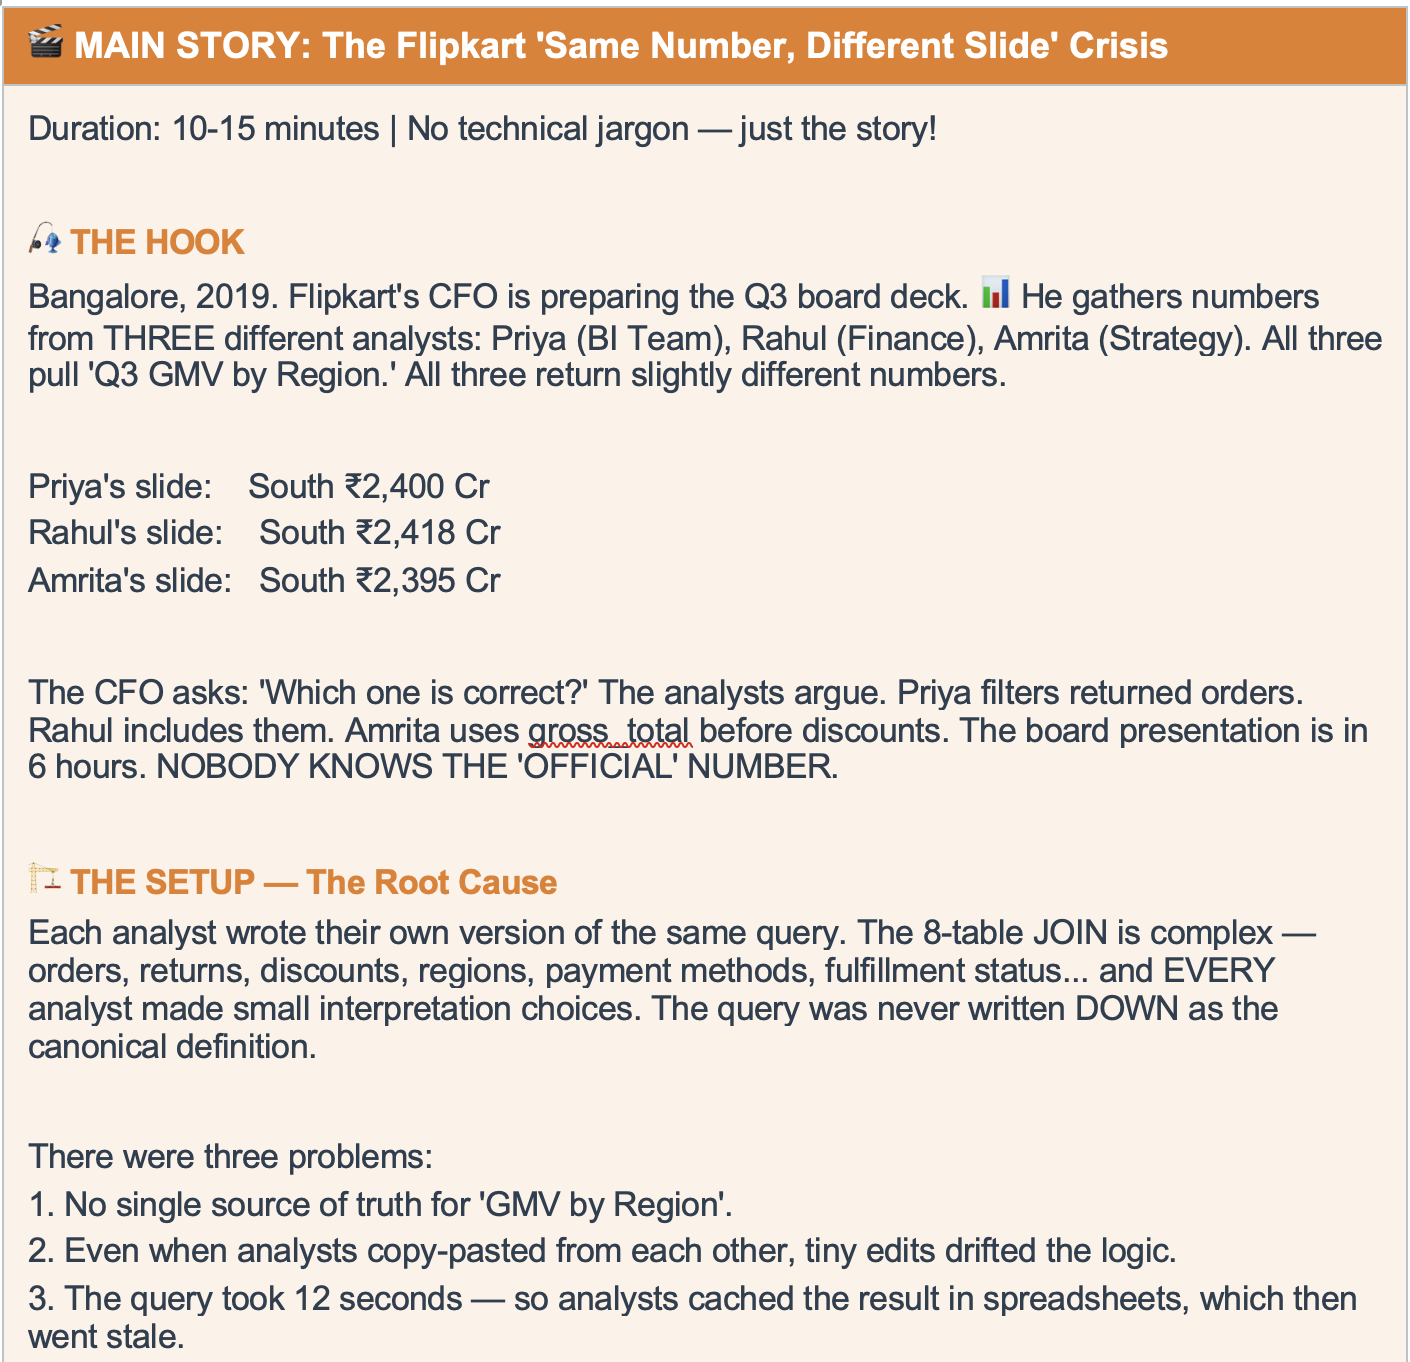 🎬 MAIN STORY: The Flipkart 'Same Number, Different Slide' Crisis
Duration: 10-15 minutes | No technical jargon — just the story!
🎣 THE HOOK
Bangalore, 2019. Flipkart's CFO is preparing the Q3 board deck. 📊 He gathers numbers
from THREE different analysts: Priya (BI Team), Rahul (Finance), Amrita (Strategy). All three
pull 'Q3 GMV by Region.' All three return slightly different numbers.
Priya's slide: South ₹2,400 Cr
Rahul's slide: South ₹2,418 Cr
Amrita's slide: South ₹2,395 Cr
The CFO asks: 'Which one is correct?' The analysts argue. Priya filters returned orders.
Rahul includes them. Amrita uses gross_total before discounts. The board presentation is in
6 hours. NOBODY KNOWS THE 'OFFICIAL' NUMBER.
🏗️ THE SETUP — The Root Cause
Each analyst wrote their own version of the same query. The 8-table JOIN is complex —
orders, returns, discounts, regions, payment methods, fulfillment status... and EVERY
analyst made small interpretation choices. The query was never written DOWN as the
canonical definition.
There were three problems:
1. No single source of truth for 'GMV by Region'.
2. Even when analysts copy-pasted from each other, tiny edits drifted the logic.
3. The query took 12 seconds — so analysts cached the result in spreadsheets, which then
went stale.